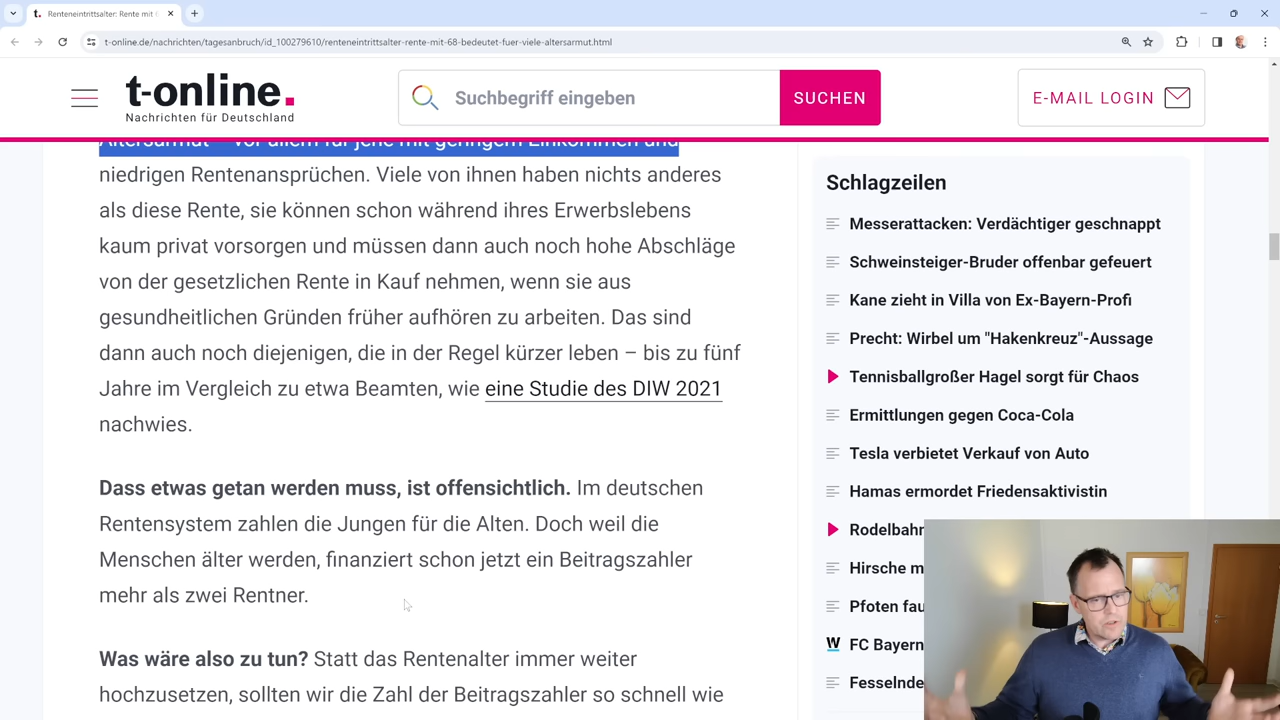 Renteneintrittsalter: Rente mit 6
t-online.de/nachrichten/tagesanbruch/id_100279610/renteneintrittsalter-rente-mit-68-bedeutet-fuer-viele-altersarmut.html
t-online.
Nachrichten für Deutschland
Suchbegriff eingeben
SUCHEN
E-MAIL LOGIN
Altersarmut – vor allem für jene mit geringem Einkommen und
niedrigen Rentenansprüchen. Viele von ihnen haben nichts anderes
als diese Rente, sie können schon während ihres Erwerbslebens
kaum privat vorsorgen und müssen dann auch noch hohe Abschläge
von der gesetzlichen Rente in Kauf nehmen, wenn sie aus
gesundheitlichen Gründen früher aufhören zu arbeiten. Das sind
dann auch noch diejenigen, die in der Regel kürzer leben – bis zu fünf
Jahre im Vergleich zu etwa Beamten, wie eine Studie des DIW 2021
nachwies.
Dass etwas getan werden muss, ist offensichtlich. Im deutschen
Rentensystem zahlen die Jungen für die Alten. Doch weil die
Menschen älter werden, finanziert schon jetzt ein Beitragszahler
mehr als zwei Rentner.
Was wäre also zu tun? Statt das Rentenalter immer weiter
hochzusetzen, sollten wir die Zahl der Beitragszahler so schnell wie
Schlagzeilen
Messerattacken: Verdächtiger geschnappt
Schweinsteiger-Bruder offenbar gefeuert
Kane zieht in Villa von Ex-Bayern-Profi
Precht: Wirbel um "Hakenkreuz"-Aussage
Tennisballgroßer Hagel sorgt für Chaos
Ermittlungen gegen Coca-Cola
Tesla verbietet Verkauf von Auto
Hamas ermordet Friedensaktivistin
Rodelbahn
Hirsche m
Pfoten fau
W FC Bayern
Fesselnde